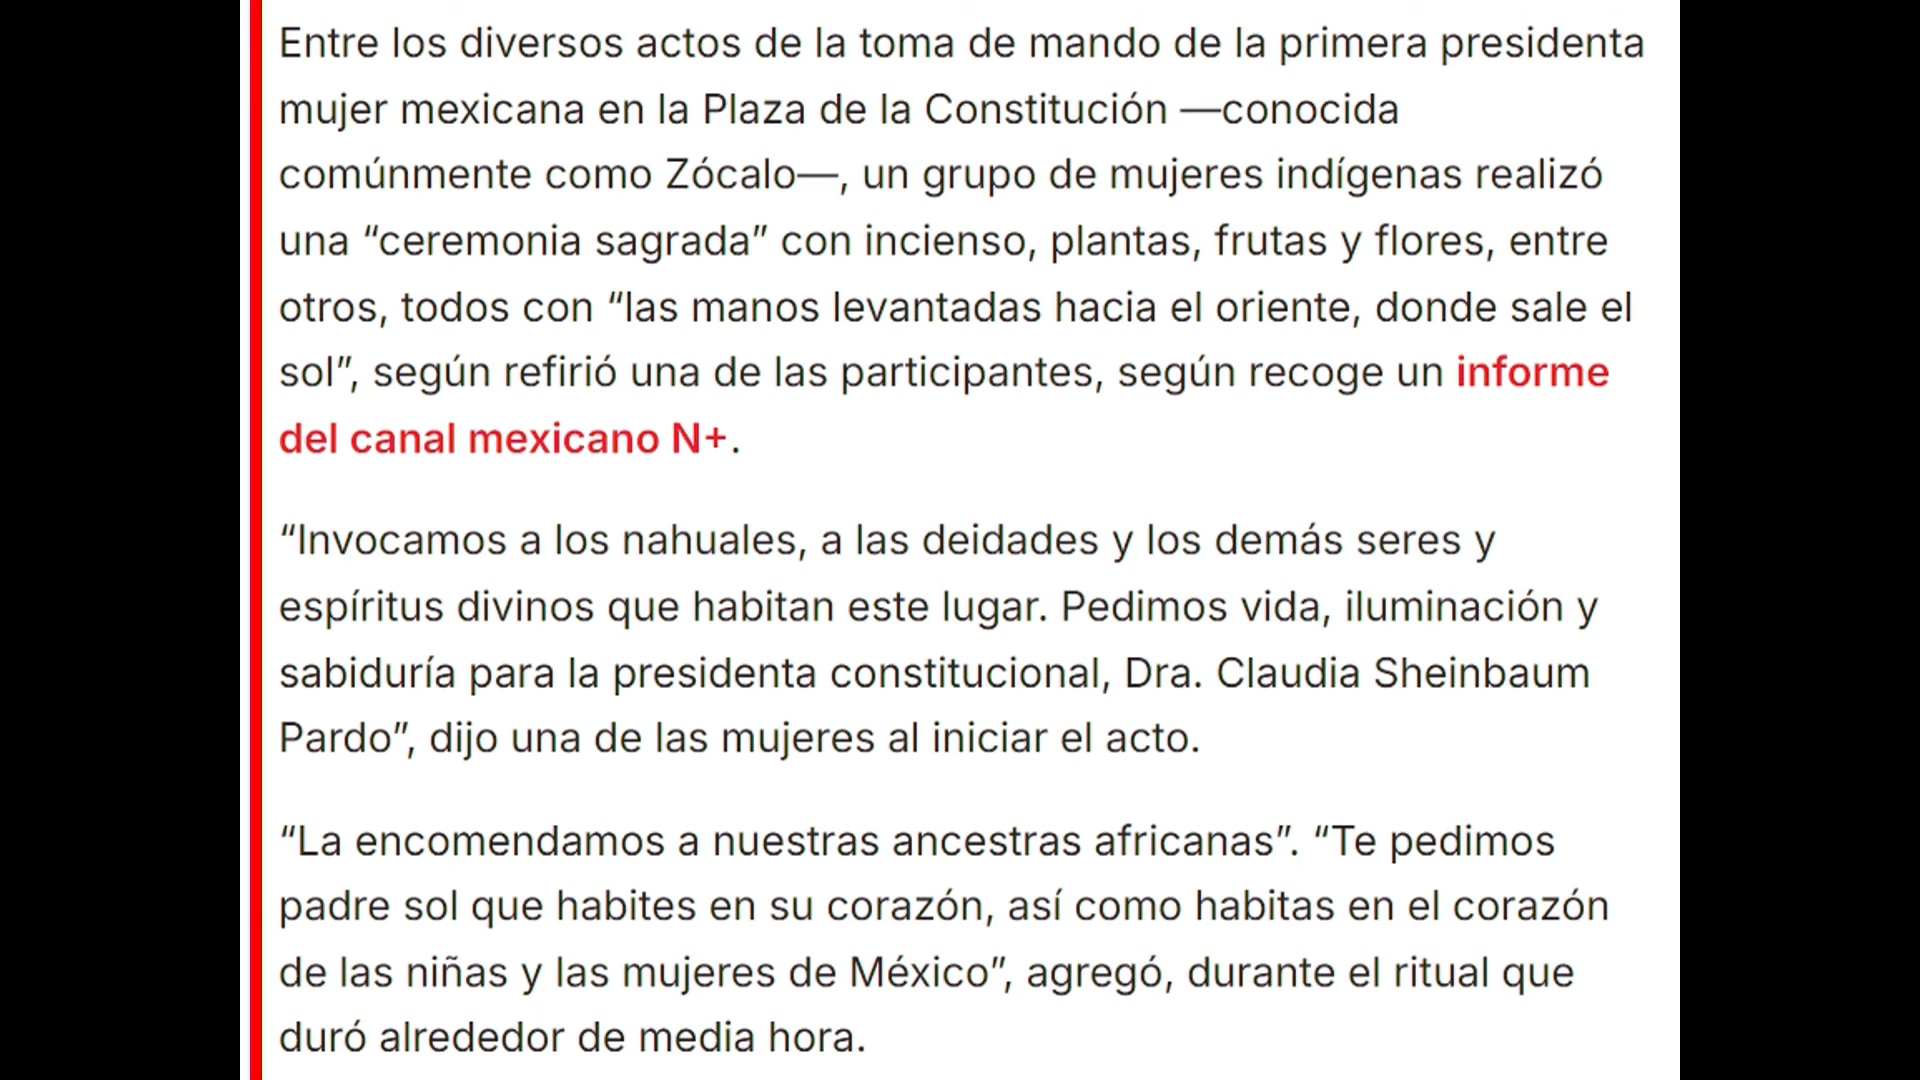 Entre los diversos actos de la toma de mando de la primera presidenta
mujer mexicana en la Plaza de la Constitución —conocida
comúnmente como Zócalo—, un grupo de mujeres indígenas realizó
una “ceremonia sagrada” con incienso, plantas, frutas y flores, entre
otros, todos con “las manos levantadas hacia el oriente, donde sale el
sol”, según refirió una de las participantes, según recoge un informe
del canal mexicano N+.
“Invocamos a los nahuales, a las deidades y los demás seres y
espíritus divinos que habitan este lugar. Pedimos vida, iluminación y
sabiduría para la presidenta constitucional, Dra. Claudia Sheinbaum
Pardo”, dijo una de las mujeres al iniciar el acto.
“La encomendamos a nuestras ancestras africanas”. “Te pedimos
padre sol que habites en su corazón, así como habitas en el corazón
de las niñas y las mujeres de México”, agregó, durante el ritual que
duró alrededor de media hora.